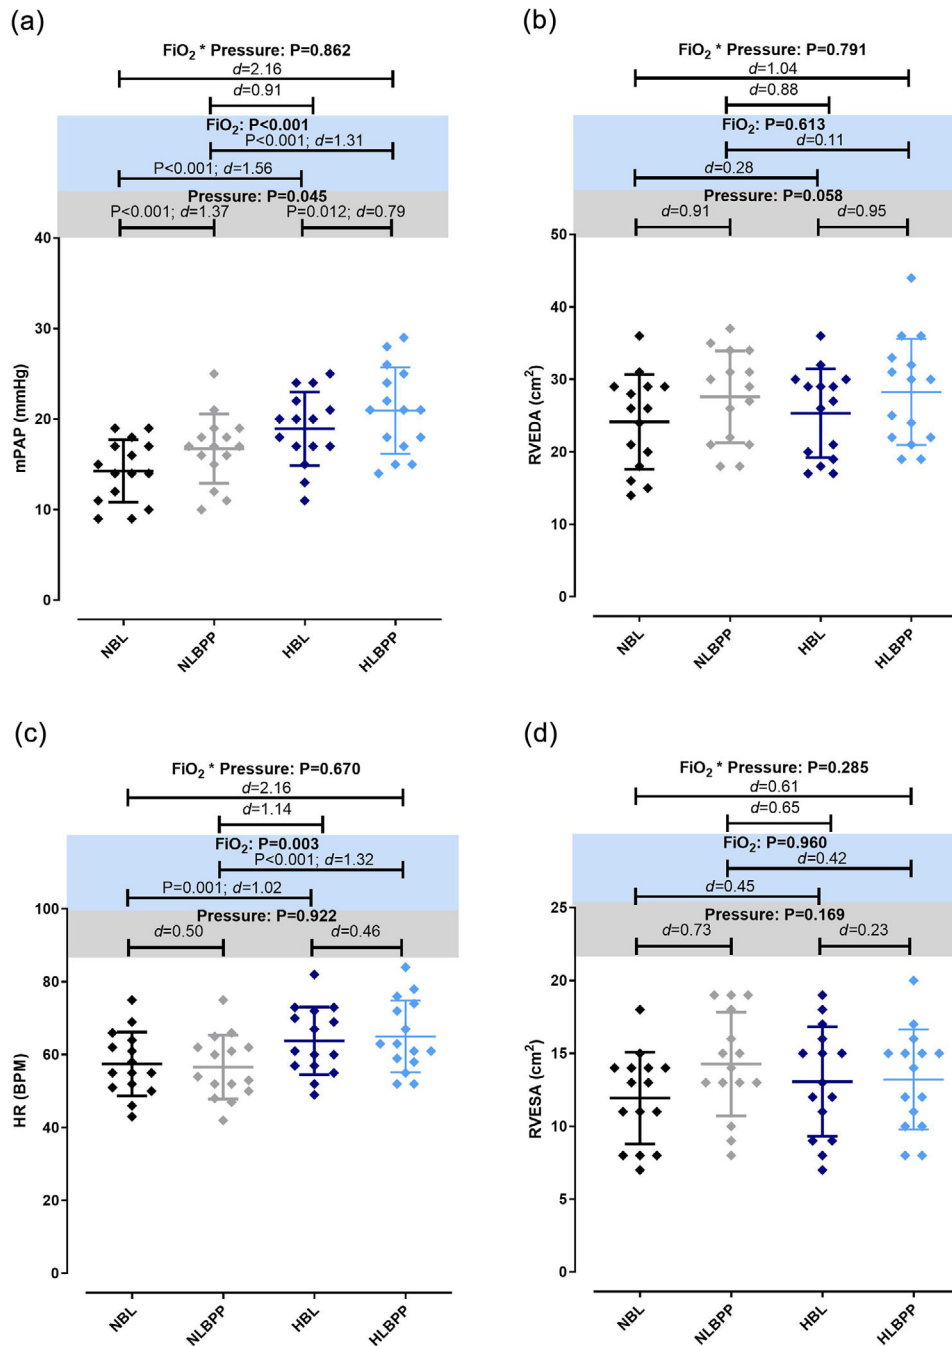 (a)
FiO2 * Pressure: P=0.862
d=2.16
d=0.91
FiO2: P<0.001
P<0.001; d=1.31
P<0.001; d=1.56
Pressure: P=0.045
P<0.001; d=1.37 P=0.012; d=0.79
40
30
20
10
0
mPAP (mmHg)
NBL NLBPP HBL HLBPP
(b)
FiO2 * Pressure: P=0.791
d=1.04
d=0.88
FiO2: P=0.613
d=0.11
d=0.28
Pressure: P=0.058
d=0.91 d=0.95
50
40
30
20
10
0
RVEDA (cm2)
NBL NLBPP HBL HLBPP
(c)
FiO2 * Pressure: P=0.670
d=2.16
d=1.14
FiO2: P=0.003
P<0.001; d=1.32
P=0.001; d=1.02
Pressure: P=0.922
d=0.50 d=0.46
100
80
60
40
20
0
HR (BPM)
NBL NLBPP HBL HLBPP
(d)
FiO2 * Pressure: P=0.285
d=0.61
d=0.65
FiO2: P=0.960
d=0.42
d=0.45
Pressure: P=0.169
d=0.73 d=0.23
25
20
15
10
5
0
RVESA (cm2)
NBL NLBPP HBL HLBPP